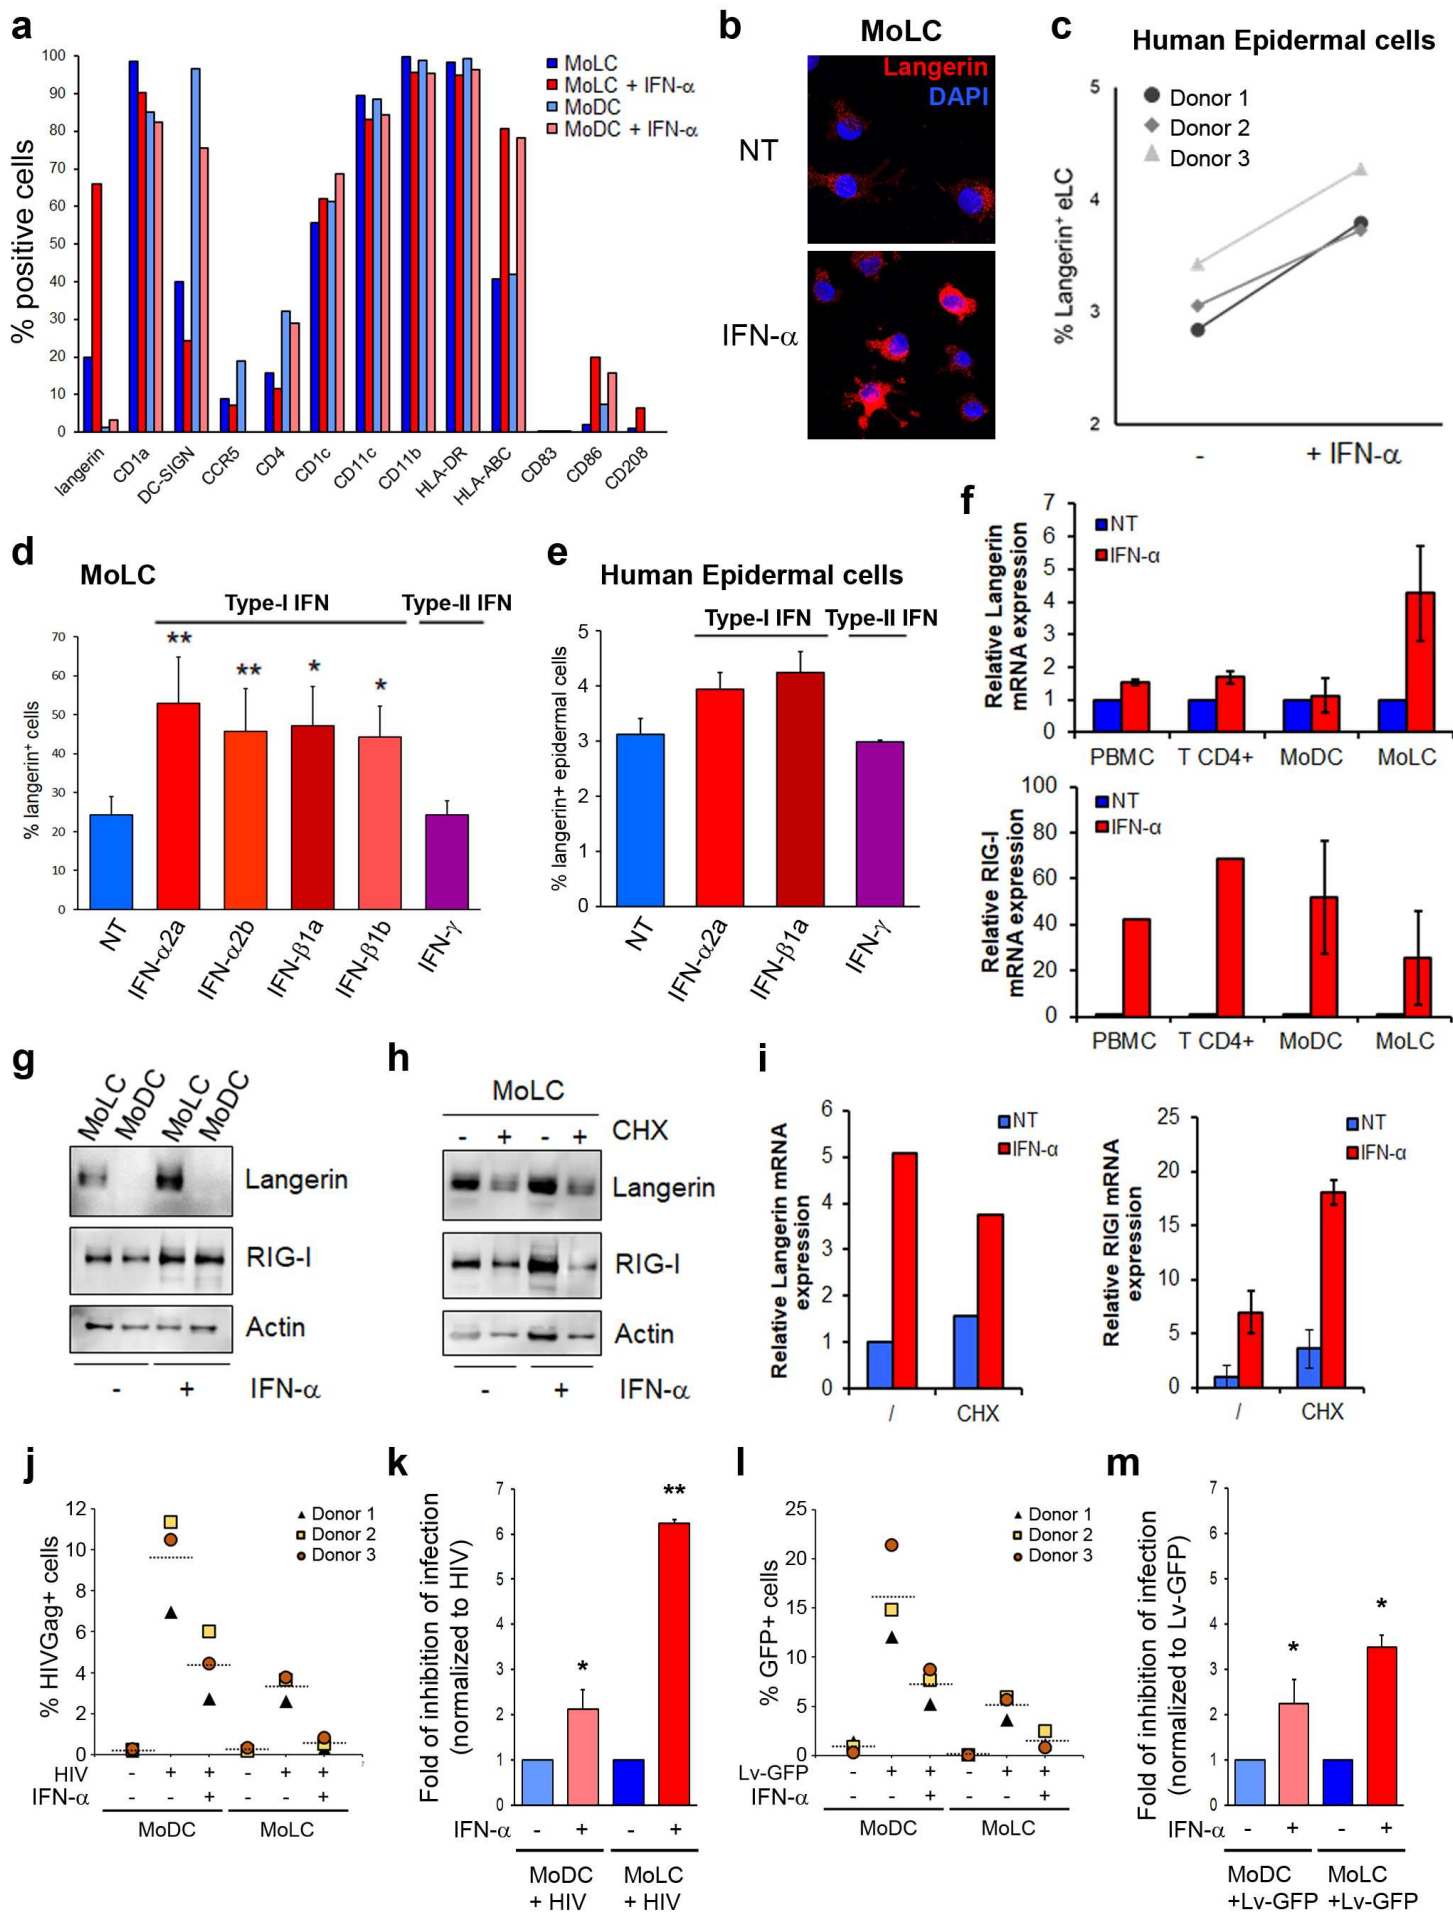 a
% positive cells
100
90
80
70
60
50
40
30
20
10
0
MoLC
MoLC + IFN-α
MoDC
MoDC + IFN-α
langerin
CD1a
DC-SIGN
CCR5
CD4
CD1c
CD11c
CD11b
HLA-DR
HLA-ABC
CD83
CD86
CD208
b
MoLC
Langerin
DAPI
NT
IFN-α
c
Human Epidermal cells
% Langerin⁺ eLC
5
4
3
2
Donor 1
Donor 2
Donor 3
- + IFN-α
d
MoLC
Type-I IFN Type-II IFN
% langerin⁺ cells
70
60
50
40
30
20
10
0
** ** * *
NT
IFN-α2a
IFN-α2b
IFN-β1a
IFN-β1b
IFN-γ
e
Human Epidermal cells
Type-I IFN Type-II IFN
% langerin+ epidermal cells
5
4
3
2
1
0
NT
IFN-α2a
IFN-β1a
IFN-γ
f
Relative Langerin
mRNA expression
7
6
5
4
3
2
1
0
NT
IFN-α
PBMC T CD4+ MoDC MoLC
Relative RIG-I
mRNA expression
100
80
60
40
20
0
NT
IFN-α
PBMC T CD4+ MoDC MoLC
g
MoLC
MoDC
MoLC
MoDC
Langerin
RIG-I
Actin
- + IFN-α
h
MoLC
- + - + CHX
Langerin
RIG-I
Actin
- + IFN-α
i
Relative Langerin mRNA
expression
6
5
4
3
2
1
0
NT
IFN-α
/ CHX
Relative RIGI mRNA
expression
25
20
15
10
5
0
NT
IFN-α
/ CHX
j
% HIVGag+ cells
12
10
8
6
4
2
0
Donor 1
Donor 2
Donor 3
HIV - + + - + +
IFN-α - - + - - +
MoDC MoLC
k
Fold of inhibition of infection
(normalized to HIV)
7
6
5
4
3
2
1
0
* **
IFN-α - + - +
MoDC
+ HIV
MoLC
+ HIV
l
% GFP+ cells
25
20
15
10
5
0
Donor 1
Donor 2
Donor 3
Lv-GFP - + + - + +
IFN-α - - + - - +
MoDC MoLC
m
Fold of inhibition of infection
(normalized to Lv-GFP)
7
6
5
4
3
2
1
0
* *
IFN-α - + - +
MoDC
+Lv-GFP
MoLC
+Lv-GFP